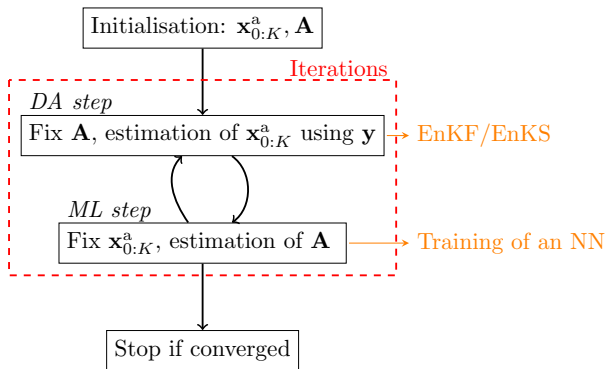 Initialisation: x^a_{0:K}, A
Iterations
DA step
Fix A, estimation of x^a_{0:K} using y
EnKF/EnKS
ML step
Fix x^a_{0:K}, estimation of A
Training of an NN
Stop if converged